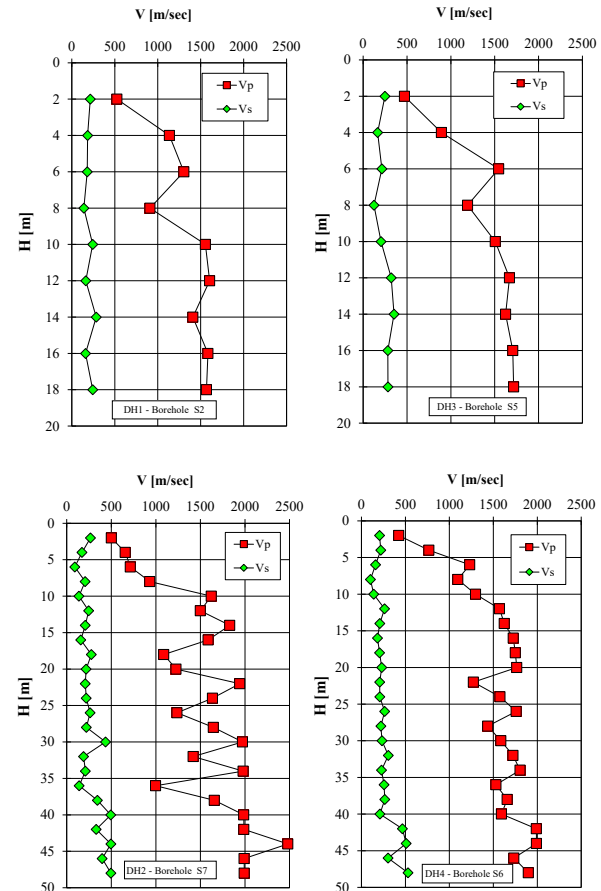 V [m/sec]
0 500 1000 1500 2000 2500
0
2
4
6
8
10
12
14
16
18
20
H [m]
Vp
Vs
DH1 - Borehole S2
V [m/sec]
0 500 1000 1500 2000 2500
0
2
4
6
8
10
12
14
16
18
20
H [m]
Vp
Vs
DH3 - Borehole S5
V [m/sec]
0 500 1000 1500 2000 2500
0
5
10
15
20
25
30
35
40
45
50
H [m]
Vp
Vs
DH2 - Borehole S7
V [m/sec]
0 500 1000 1500 2000 2500
0
5
10
15
20
25
30
35
40
45
50
H [m]
Vp
Vs
DH4 - Borehole S6